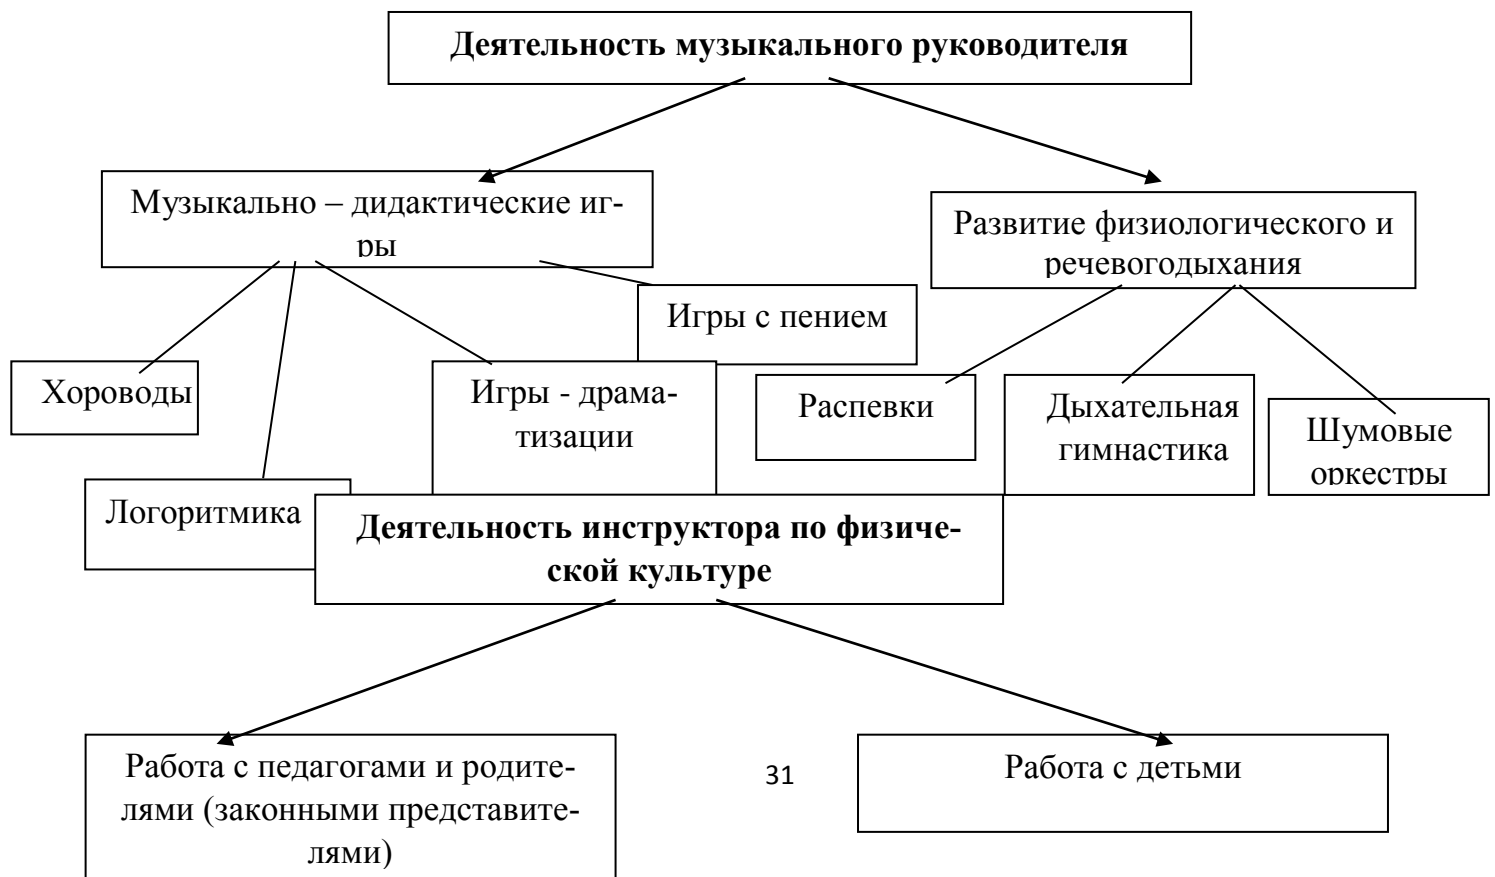 Деятельность музыкального руководителя
Музыкально – дидактические иг-
ры
Развитие физиологического и
речевогодыхания
Игры с пением
Хороводы
Игры - драма-
тизации
Распевки
Дыхательная
гимнастика
Шумовые
оркестры
Логоритмика
Деятельность инструктора по физиче-
ской культуре
Работа с педагогами и родите-
лями (законными представите-
лями)
31
Работа с детьми